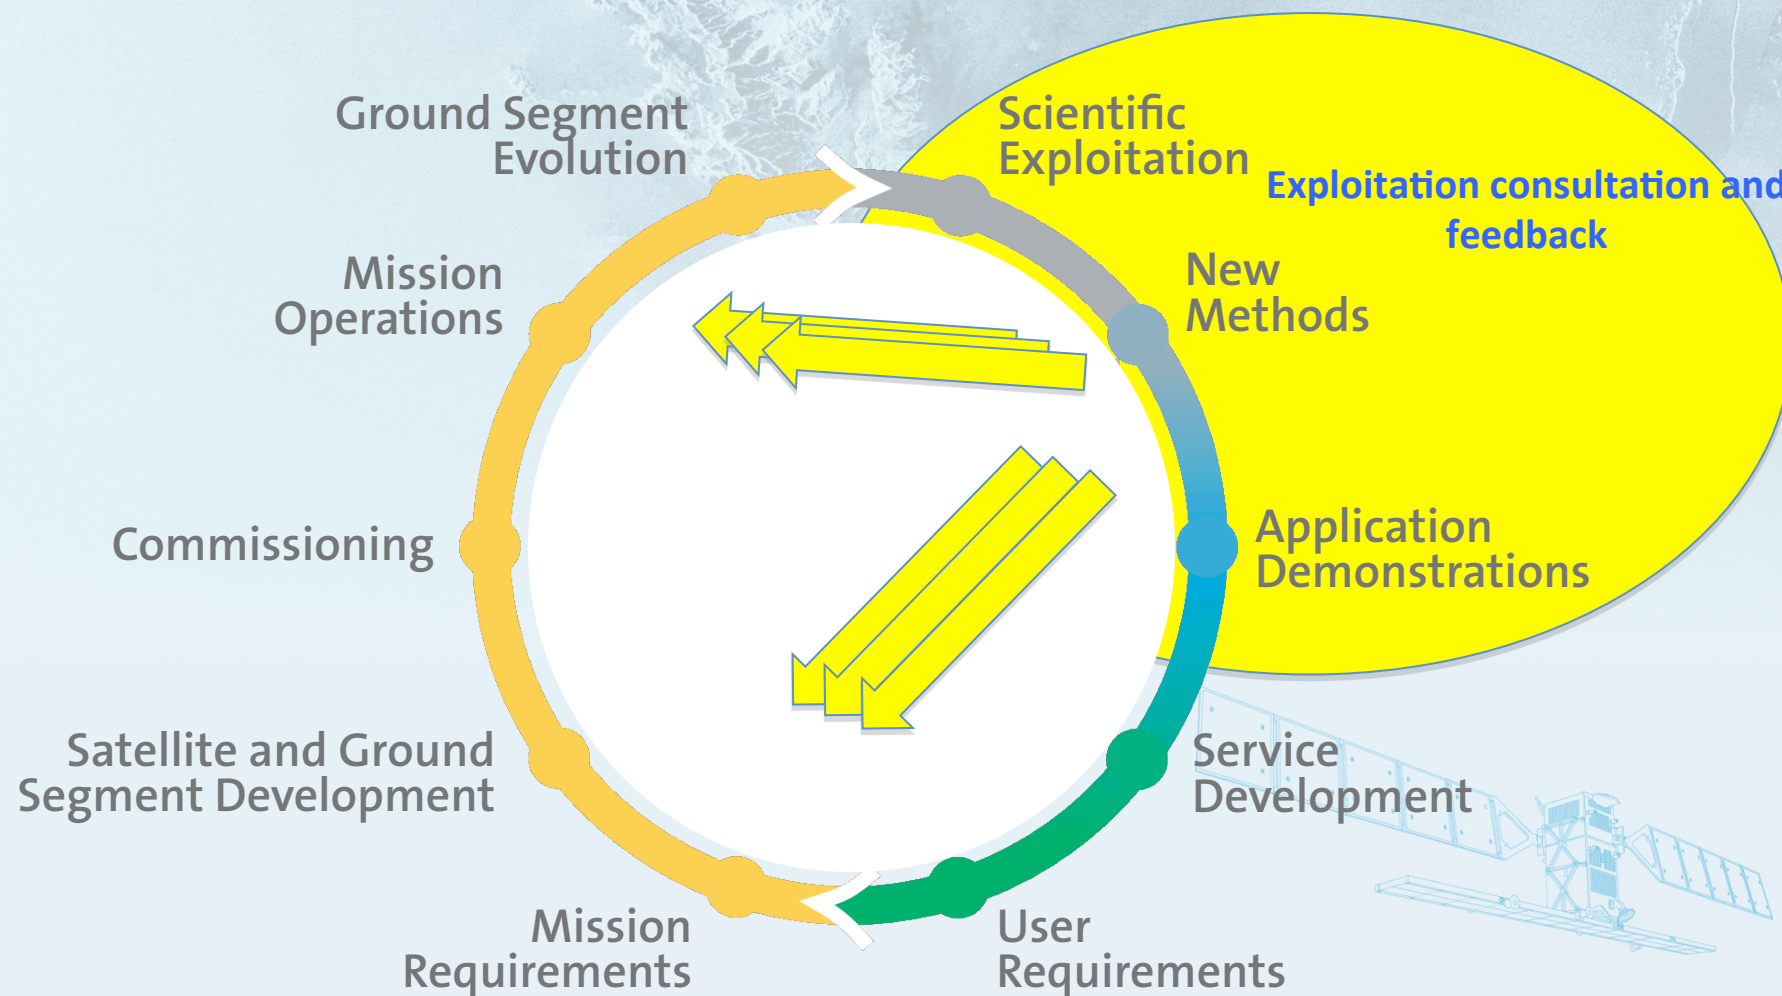 Ground Segment
Evolution
Scientific
Exploitation
Exploitation consultation and
feedback
Mission
Operations
New
Methods
Commissioning
Application
Demonstrations
Satellite and Ground
Segment Development
Service
Development
Mission
Requirements
User
Requirements